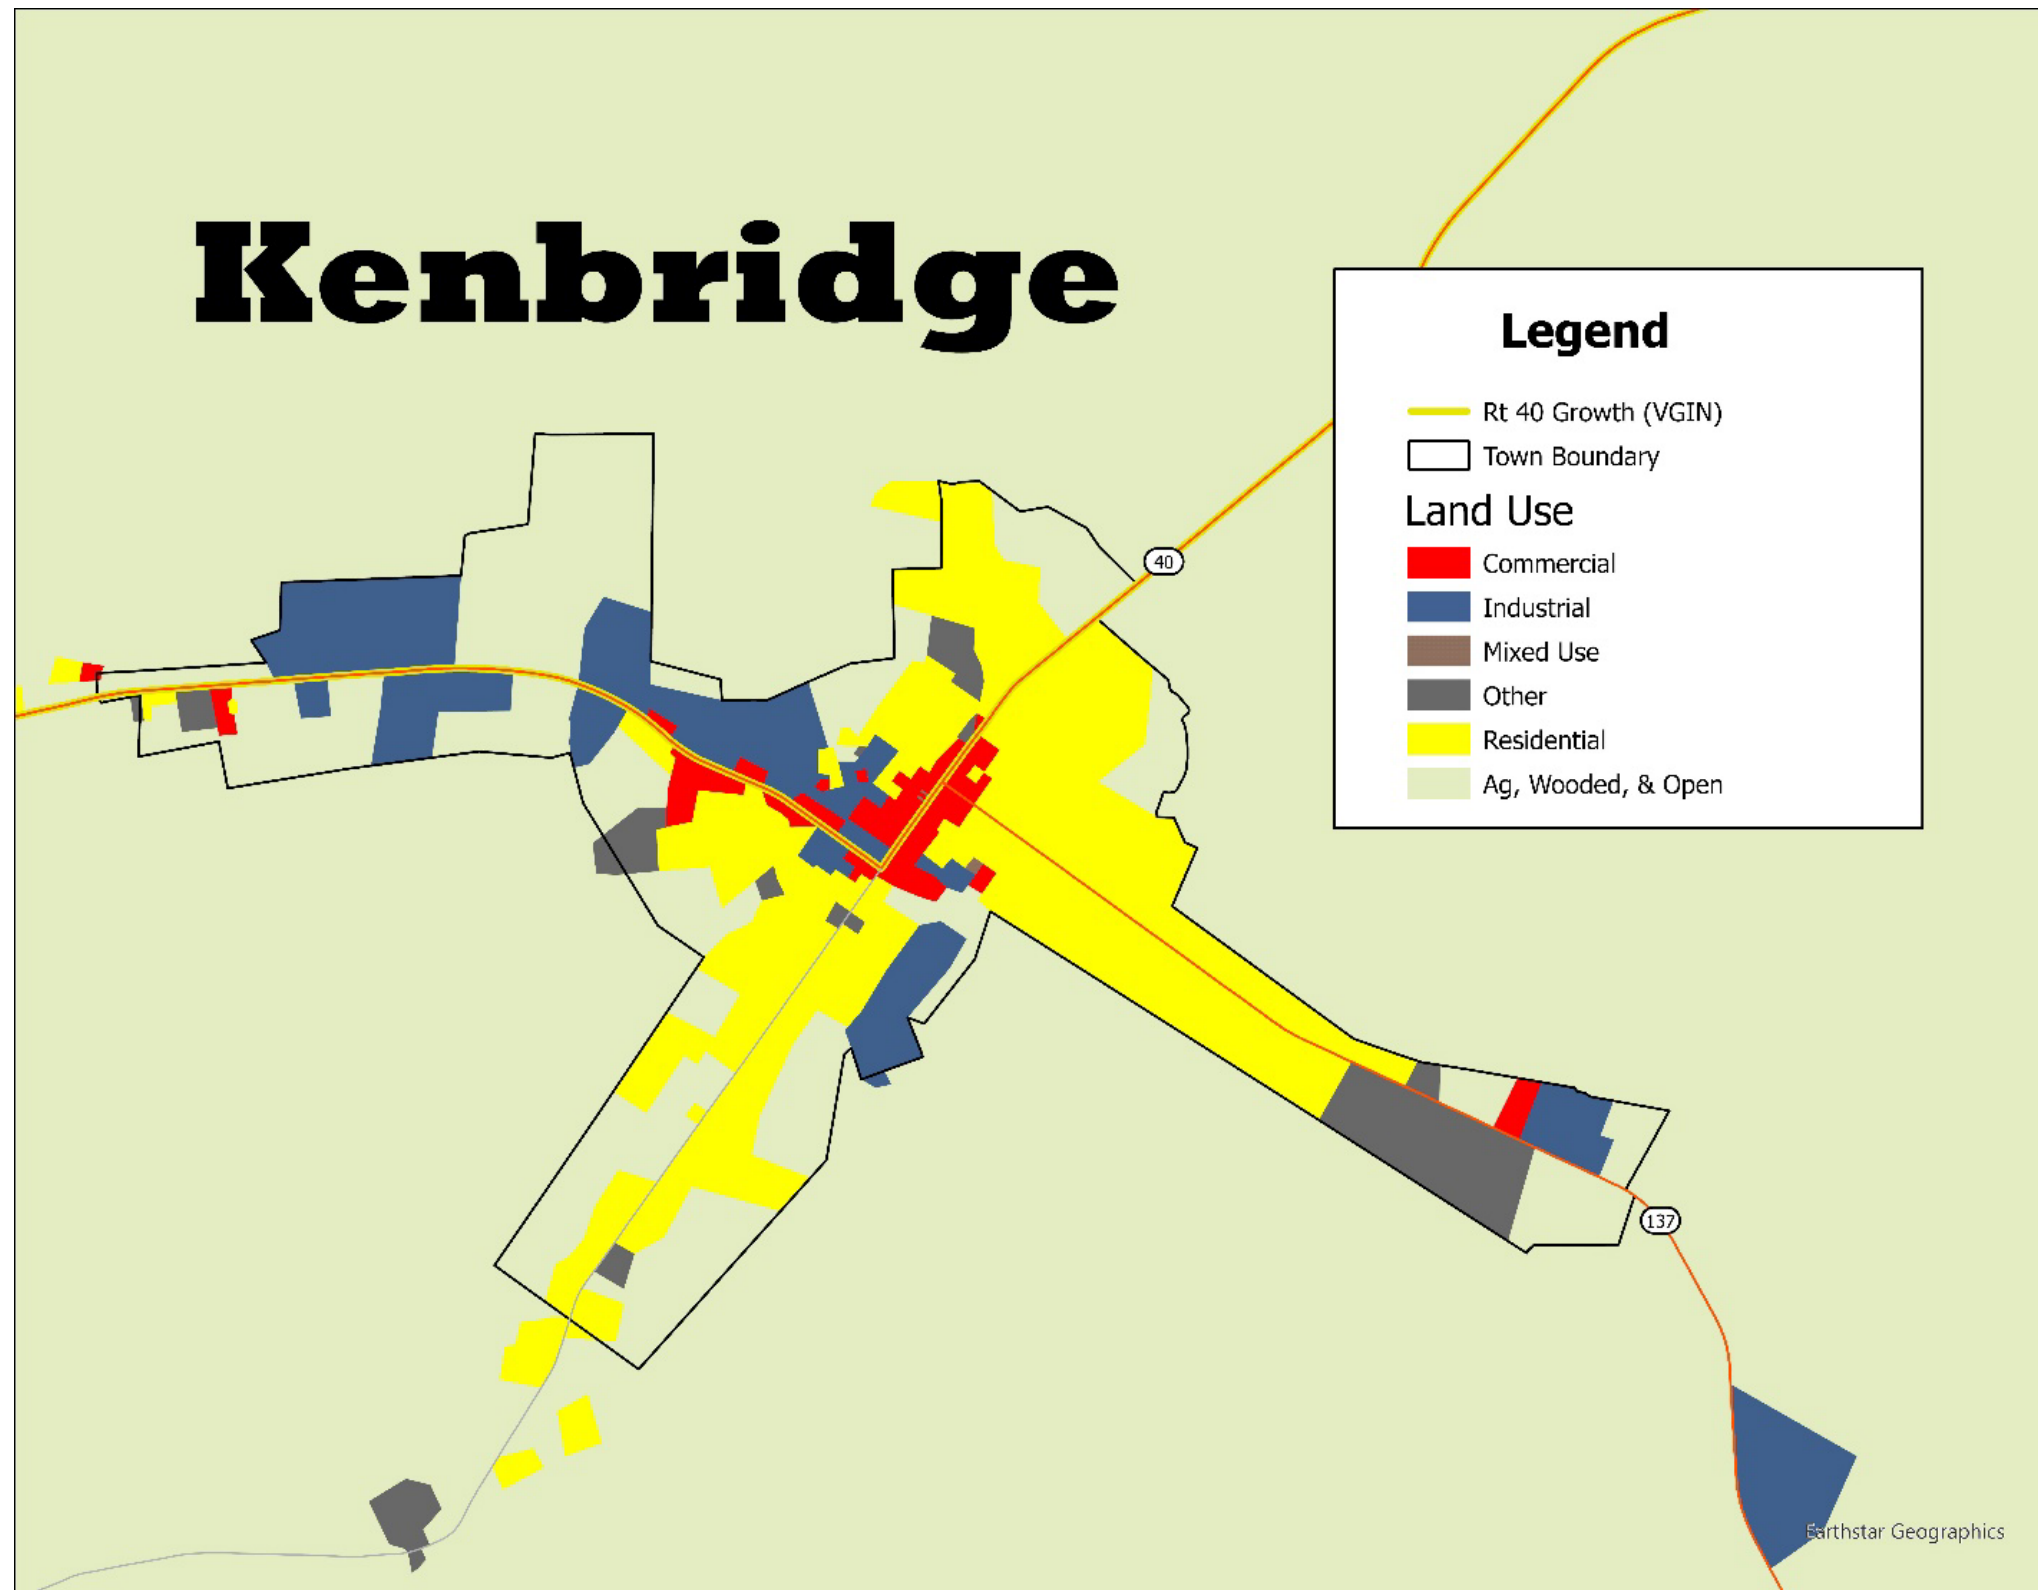 Kenbridge
Legend
Rt 40 Growth (VGIN)
Town Boundary
Land Use
Commercial
Industrial
Mixed Use
Other
Residential
Ag, Wooded, & Open
40
137
Earthstar Geographics